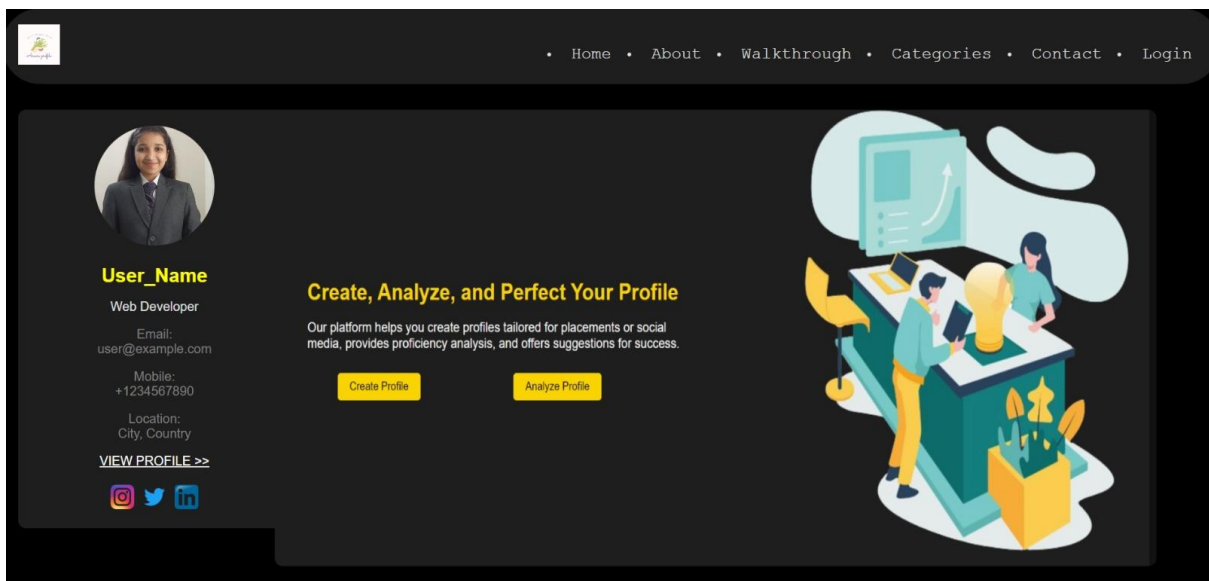 • Home • About • Walkthrough • Categories • Contact • Login
User_Name
Web Developer
Email:
user@example.com
Mobile:
+1234567890
Location:
City, Country
VIEW PROFILE >>
in
Create, Analyze, and Perfect Your Profile
Our platform helps you create profiles tailored for placements or social
media, provides proficiency analysis, and offers suggestions for success.
Create Profile
Analyze Profile